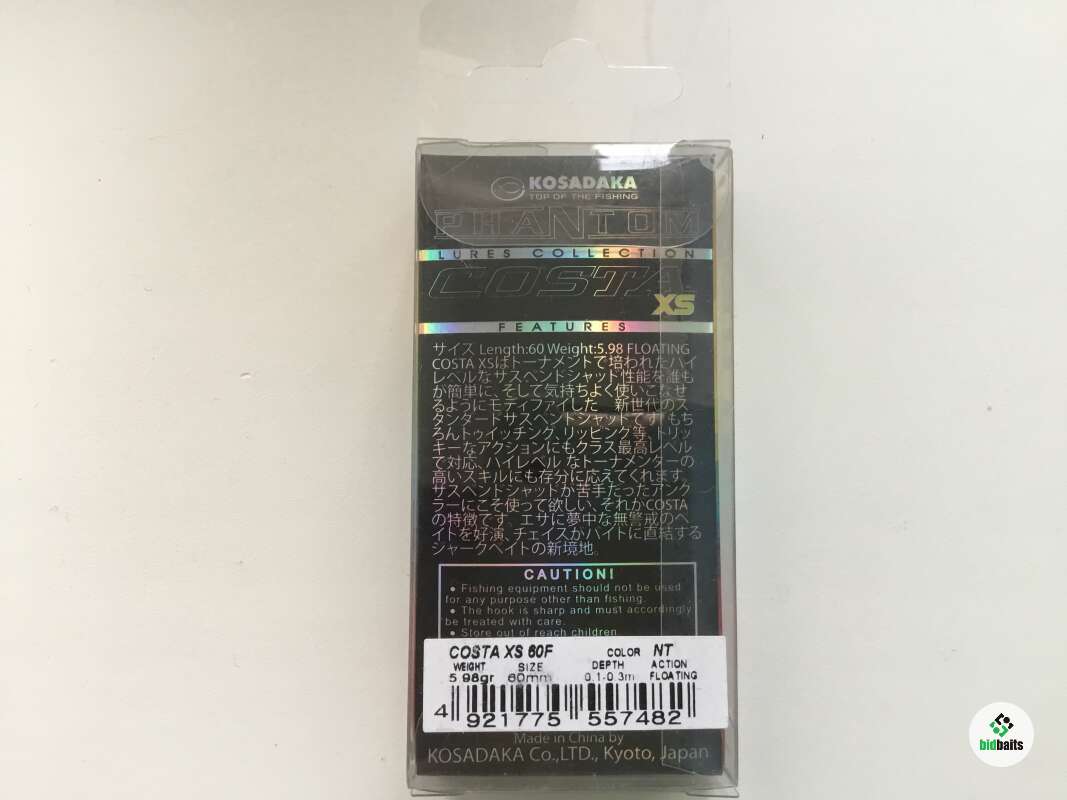 KOSADAKA
TOP OF THE FISHING
PHANTOM
LURES COLLECTION
COSTA
XS
FEATURES
サイズ Length:60 Weight:5.98 FLOATING
COSTA XSはトーナメントで培われたハイ
レベルなサスペンドシャッド性能を誰も
が簡単に、そして気持ちよく使いこなせ
るようにモディファイした 新世代のス
タンダードサスペンドシャッドです! もち
ろんトゥイッチング、リッピング等、トリッ
キーなアクションにもクラス最高レベル
で対応、ハイレベル なトーナメンターの
高いスキルにも存分に応えてくれます。
サスペンドシャッドが苦手だったアング
ラーにこそ使って欲しい、それがCOSTA
の特徴です。エサに夢中な無警戒のベ
イトを好演、チェイスがバイトに直結する
シャークベイトの新境地。
CAUTION!
● Fishing equipment should not be used
for any purpose other than fishing.
● The hook is sharp and must accordingly
be treated with care.
● Store out of reach children
COSTA XS 60F COLOR NT
WEIGHT SIZE DEPTH ACTION
5.98gr 60mm 0.1-0.3m FLOATING
4 921775 557482
Made in China by
KOSADAKA Co.,LTD., Kyoto, Japan
bidbaits